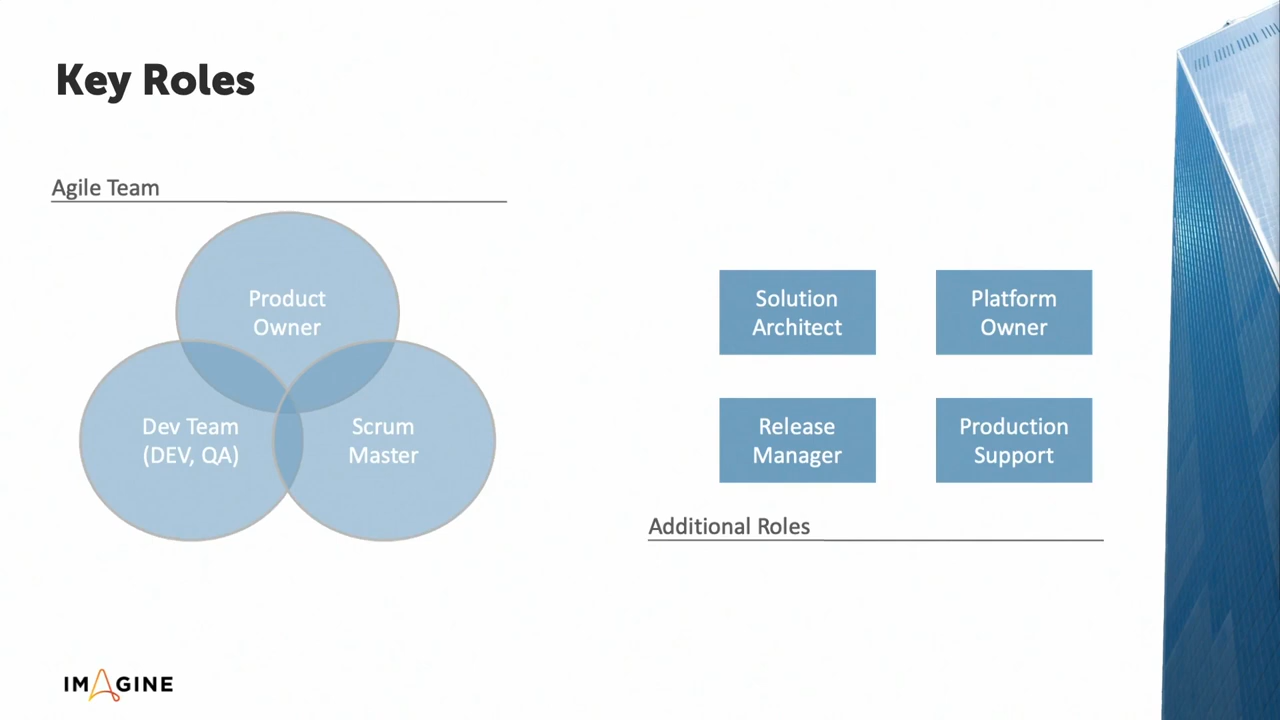 Key Roles
Agile Team
Product
Owner
Dev Team
(DEV, QA)
Scrum
Master
Solution
Architect
Platform
Owner
Release
Manager
Production
Support
Additional Roles
IMAGINE